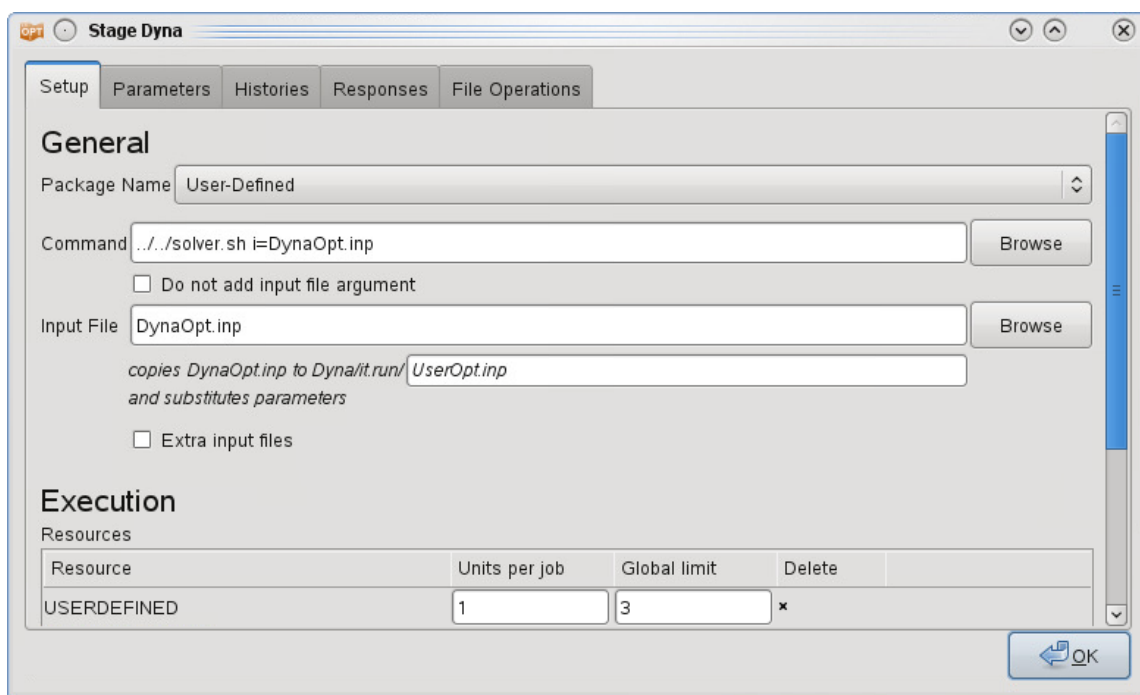 OPT Stage Dyna
Setup Parameters Histories Responses File Operations
General
Package Name User-Defined
Command ../../solver.sh i=DynaOpt.inp Browse
Do not add input file argument
Input File DynaOpt.inp Browse
copies DynaOpt.inp to Dyna/it.run/ UserOpt.inp
and substitutes parameters
Extra input files
Execution
Resources
Resource Units per job Global limit Delete
USERDEFINED 1 3 ×
OK